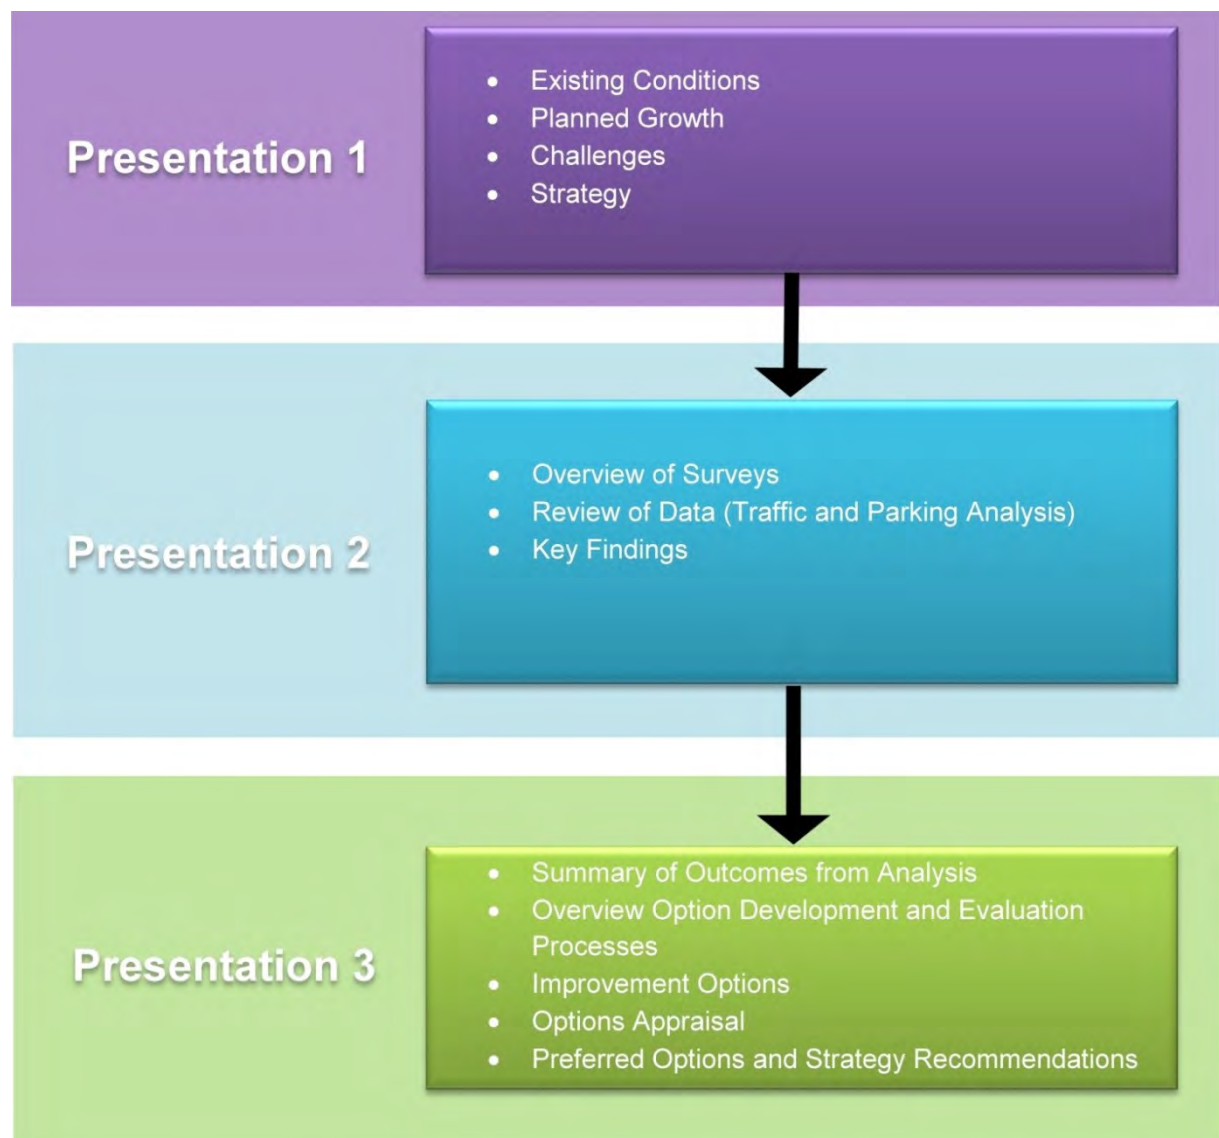 Presentation 1
• Existing Conditions
• Planned Growth
• Challenges
• Strategy
Presentation 2
• Overview of Surveys
• Review of Data (Traffic and Parking Analysis)
• Key Findings
Presentation 3
• Summary of Outcomes from Analysis
• Overview Option Development and Evaluation
Processes
• Improvement Options
• Options Appraisal
• Preferred Options and Strategy Recommendations